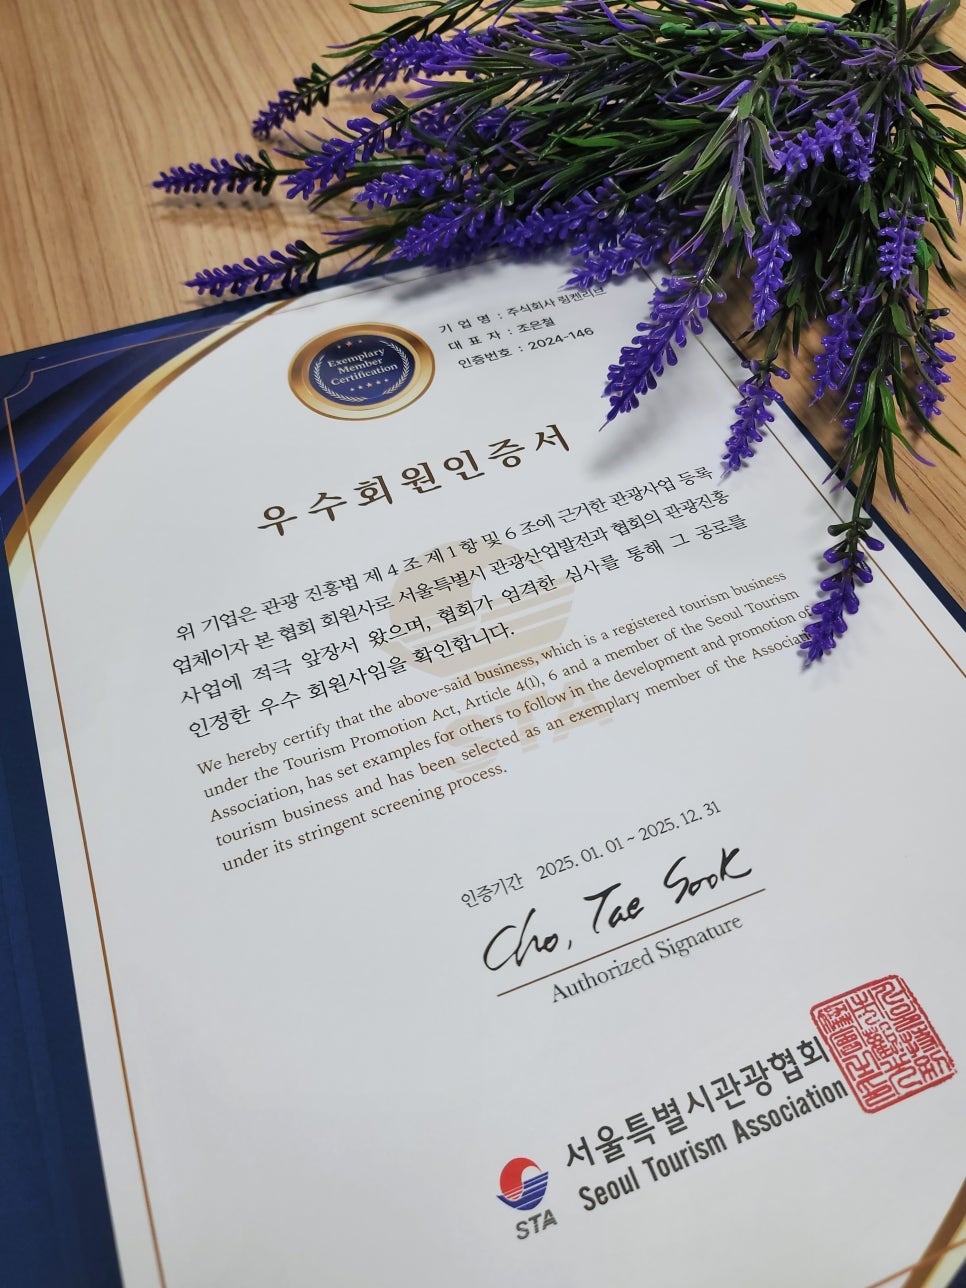 Exemplary
Member
Certification
기 업 명 : 주식회사 링켄리브
대 표 자 : 조은철
인증번호 : 2024-146
우수회원인증서
위 기업은 관광 진흥법 제 4 조 제 1 항 및 6 조에 근거한 관광사업 등록
업체이자 본 협회 회원사로 서울특별시 관광산업발전과 협회의 관광진흥
사업에 적극 앞장서 왔으며, 협회가 엄격한 심사를 통해 그 공로를
인정한 우수 회원사임을 확인합니다.
We hereby certify that the above-said business, which is a registered tourism business
under the Tourism Promotion Act, Article 4(1), 6 and a member of the Seoul Tourism
Association, has set examples for others to follow in the development and promotion of
tourism business and has been selected as an exemplary member of the
under its stringent screening process.
STA
인증기간 2025. 01. 01 ~ 2025. 12. 31
Cho, Tae Sook
Authorized Signature
서울특별시관광협회
Seoul Tourism Association
STA